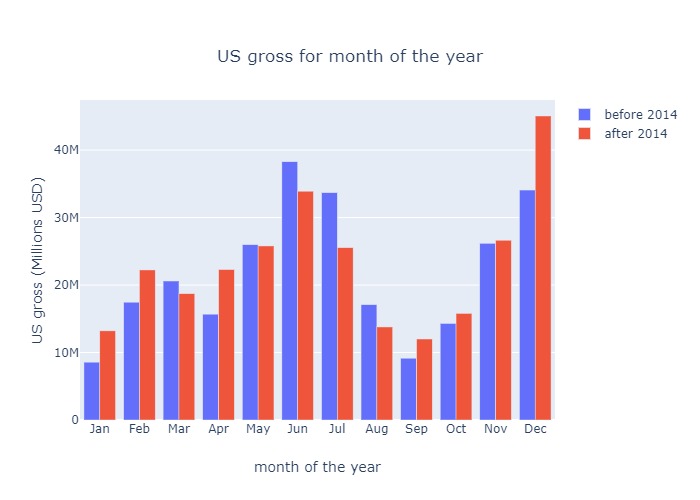 US gross for month of the year
before 2014
after 2014
US gross (Millions USD)
40M
30M
20M
10M
0
Jan Feb Mar Apr May Jun Jul Aug Sep Oct Nov Dec
month of the year